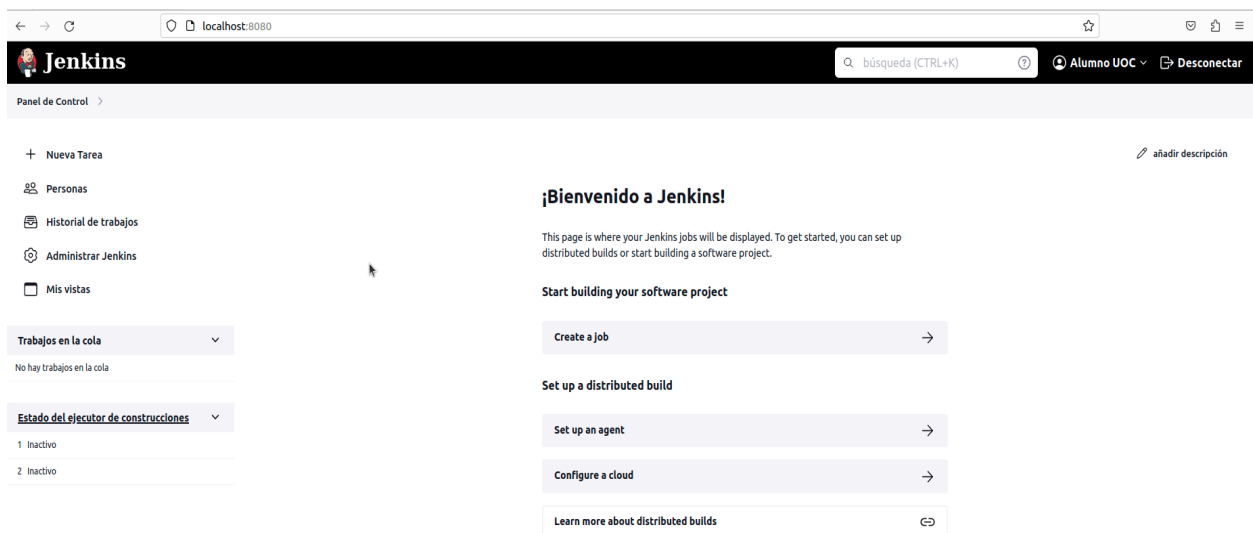 localhost:8080
Jenkins
búsqueda (CTRL+K)
?
Alumno UOC
Desconectar
Panel de Control
Nueva Tarea
añadir descripción
Personas
Historial de trabajos
Administrar Jenkins
Mis vistas
Trabajos en la cola
No hay trabajos en la cola
Estado del ejecutor de construcciones
1 Inactivo
2 Inactivo
¡Bienvenido a Jenkins!
This page is where your Jenkins jobs will be displayed. To get started, you can set up
distributed builds or start building a software project.
Start building your software project
Create a job
Set up a distributed build
Set up an agent
Configure a cloud
Learn more about distributed builds